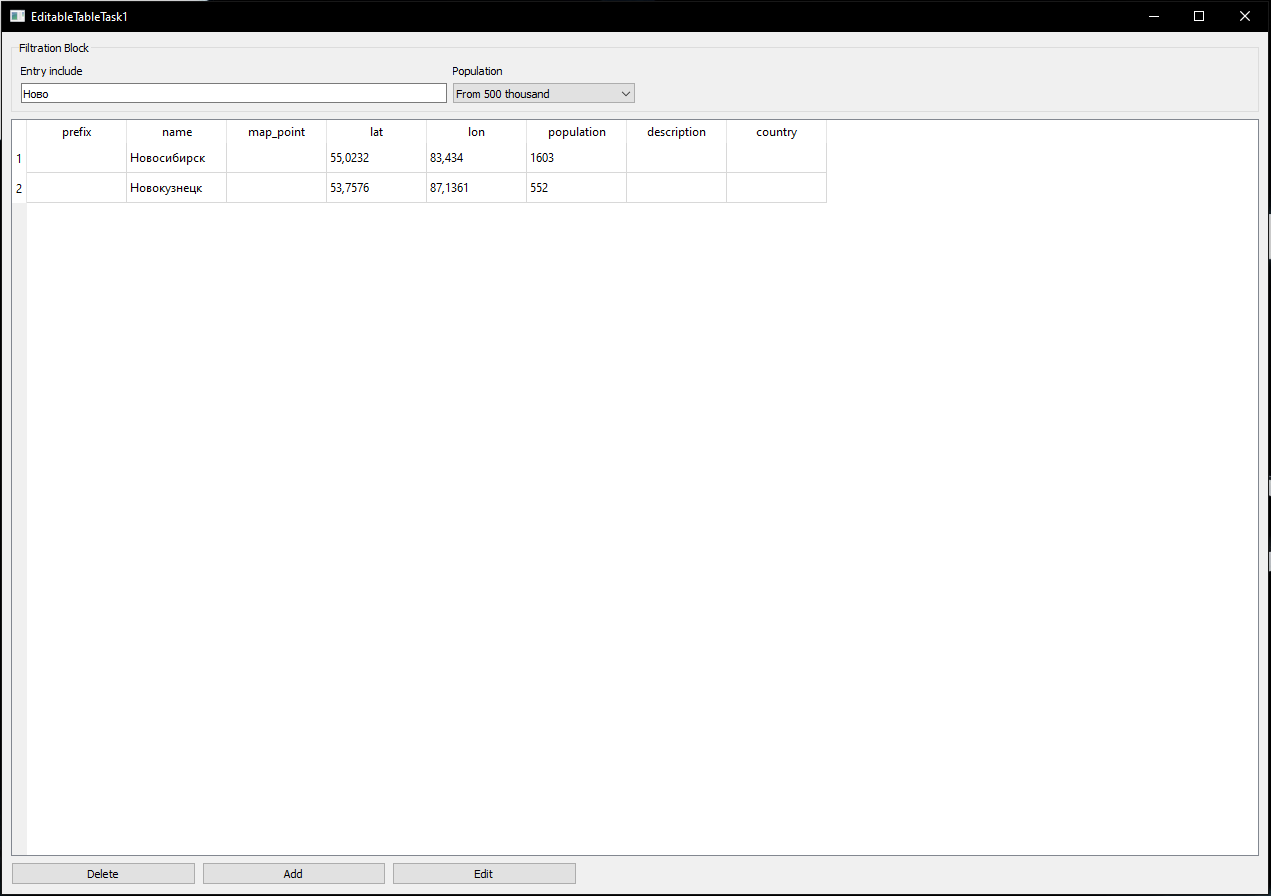 EditableTableTask1
Filtration Block
Entry include Population
Ново From 500 thousand
prefix name map_point lat lon population description country
1 Новосибирск 55,0232 83,434 1603
2 Новокузнецк 53,7576 87,1361 552
Delete Add Edit